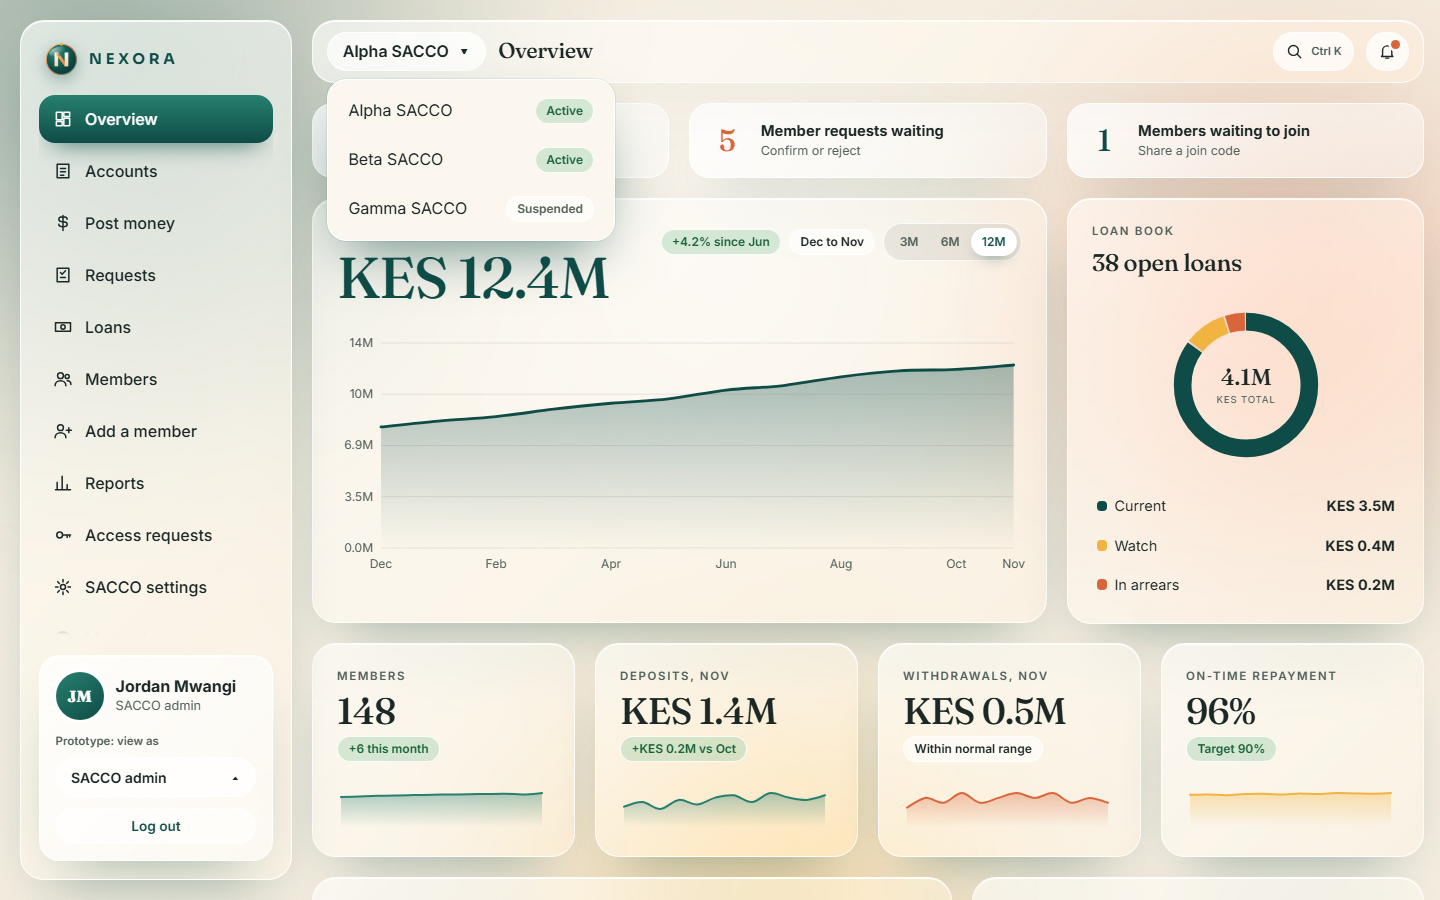 NEXORA
Overview
Accounts
Post money
Requests
Loans
Members
Add a member
Reports
Access requests
SACCO settings
JM
Jordan Mwangi
SACCO admin
Prototype: view as
SACCO admin
Log out
Alpha SACCO
Overview
Ctrl K
Alpha SACCO Active
Beta SACCO Active
Gamma SACCO Suspended
5
Member requests waiting
Confirm or reject
1
Members waiting to join
Share a join code
+4.2% since Jun
Dec to Nov
3M 6M 12M
KES 12.4M
14M
10M
6.9M
3.5M
0.0M
Dec Feb Apr Jun Aug Oct Nov
LOAN BOOK
38 open loans
4.1M
KES TOTAL
Current KES 3.5M
Watch KES 0.4M
In arrears KES 0.2M
MEMBERS
148
+6 this month
DEPOSITS, NOV
KES 1.4M
+KES 0.2M vs Oct
WITHDRAWALS, NOV
KES 0.5M
Within normal range
ON-TIME REPAYMENT
96%
Target 90%